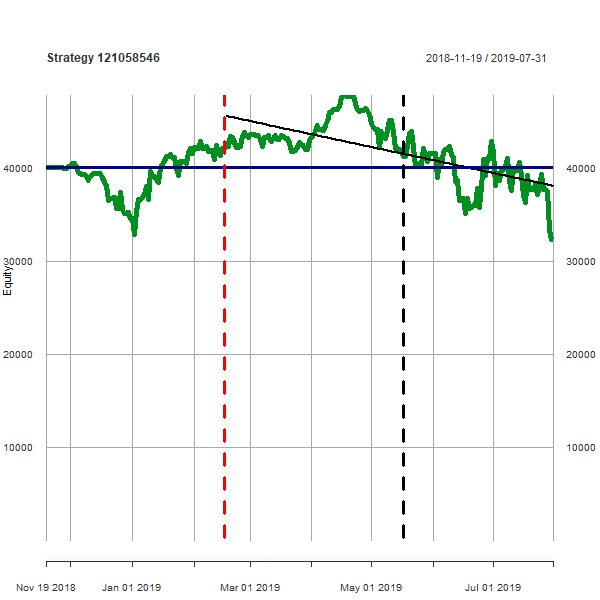 Strategy 121058546
2018-11-19 / 2019-07-31
40000
40000
30000
30000
Equity
20000
20000
10000
10000
Nov 19 2018
Jan 01 2019
Mar 01 2019
May 01 2019
Jul 01 2019